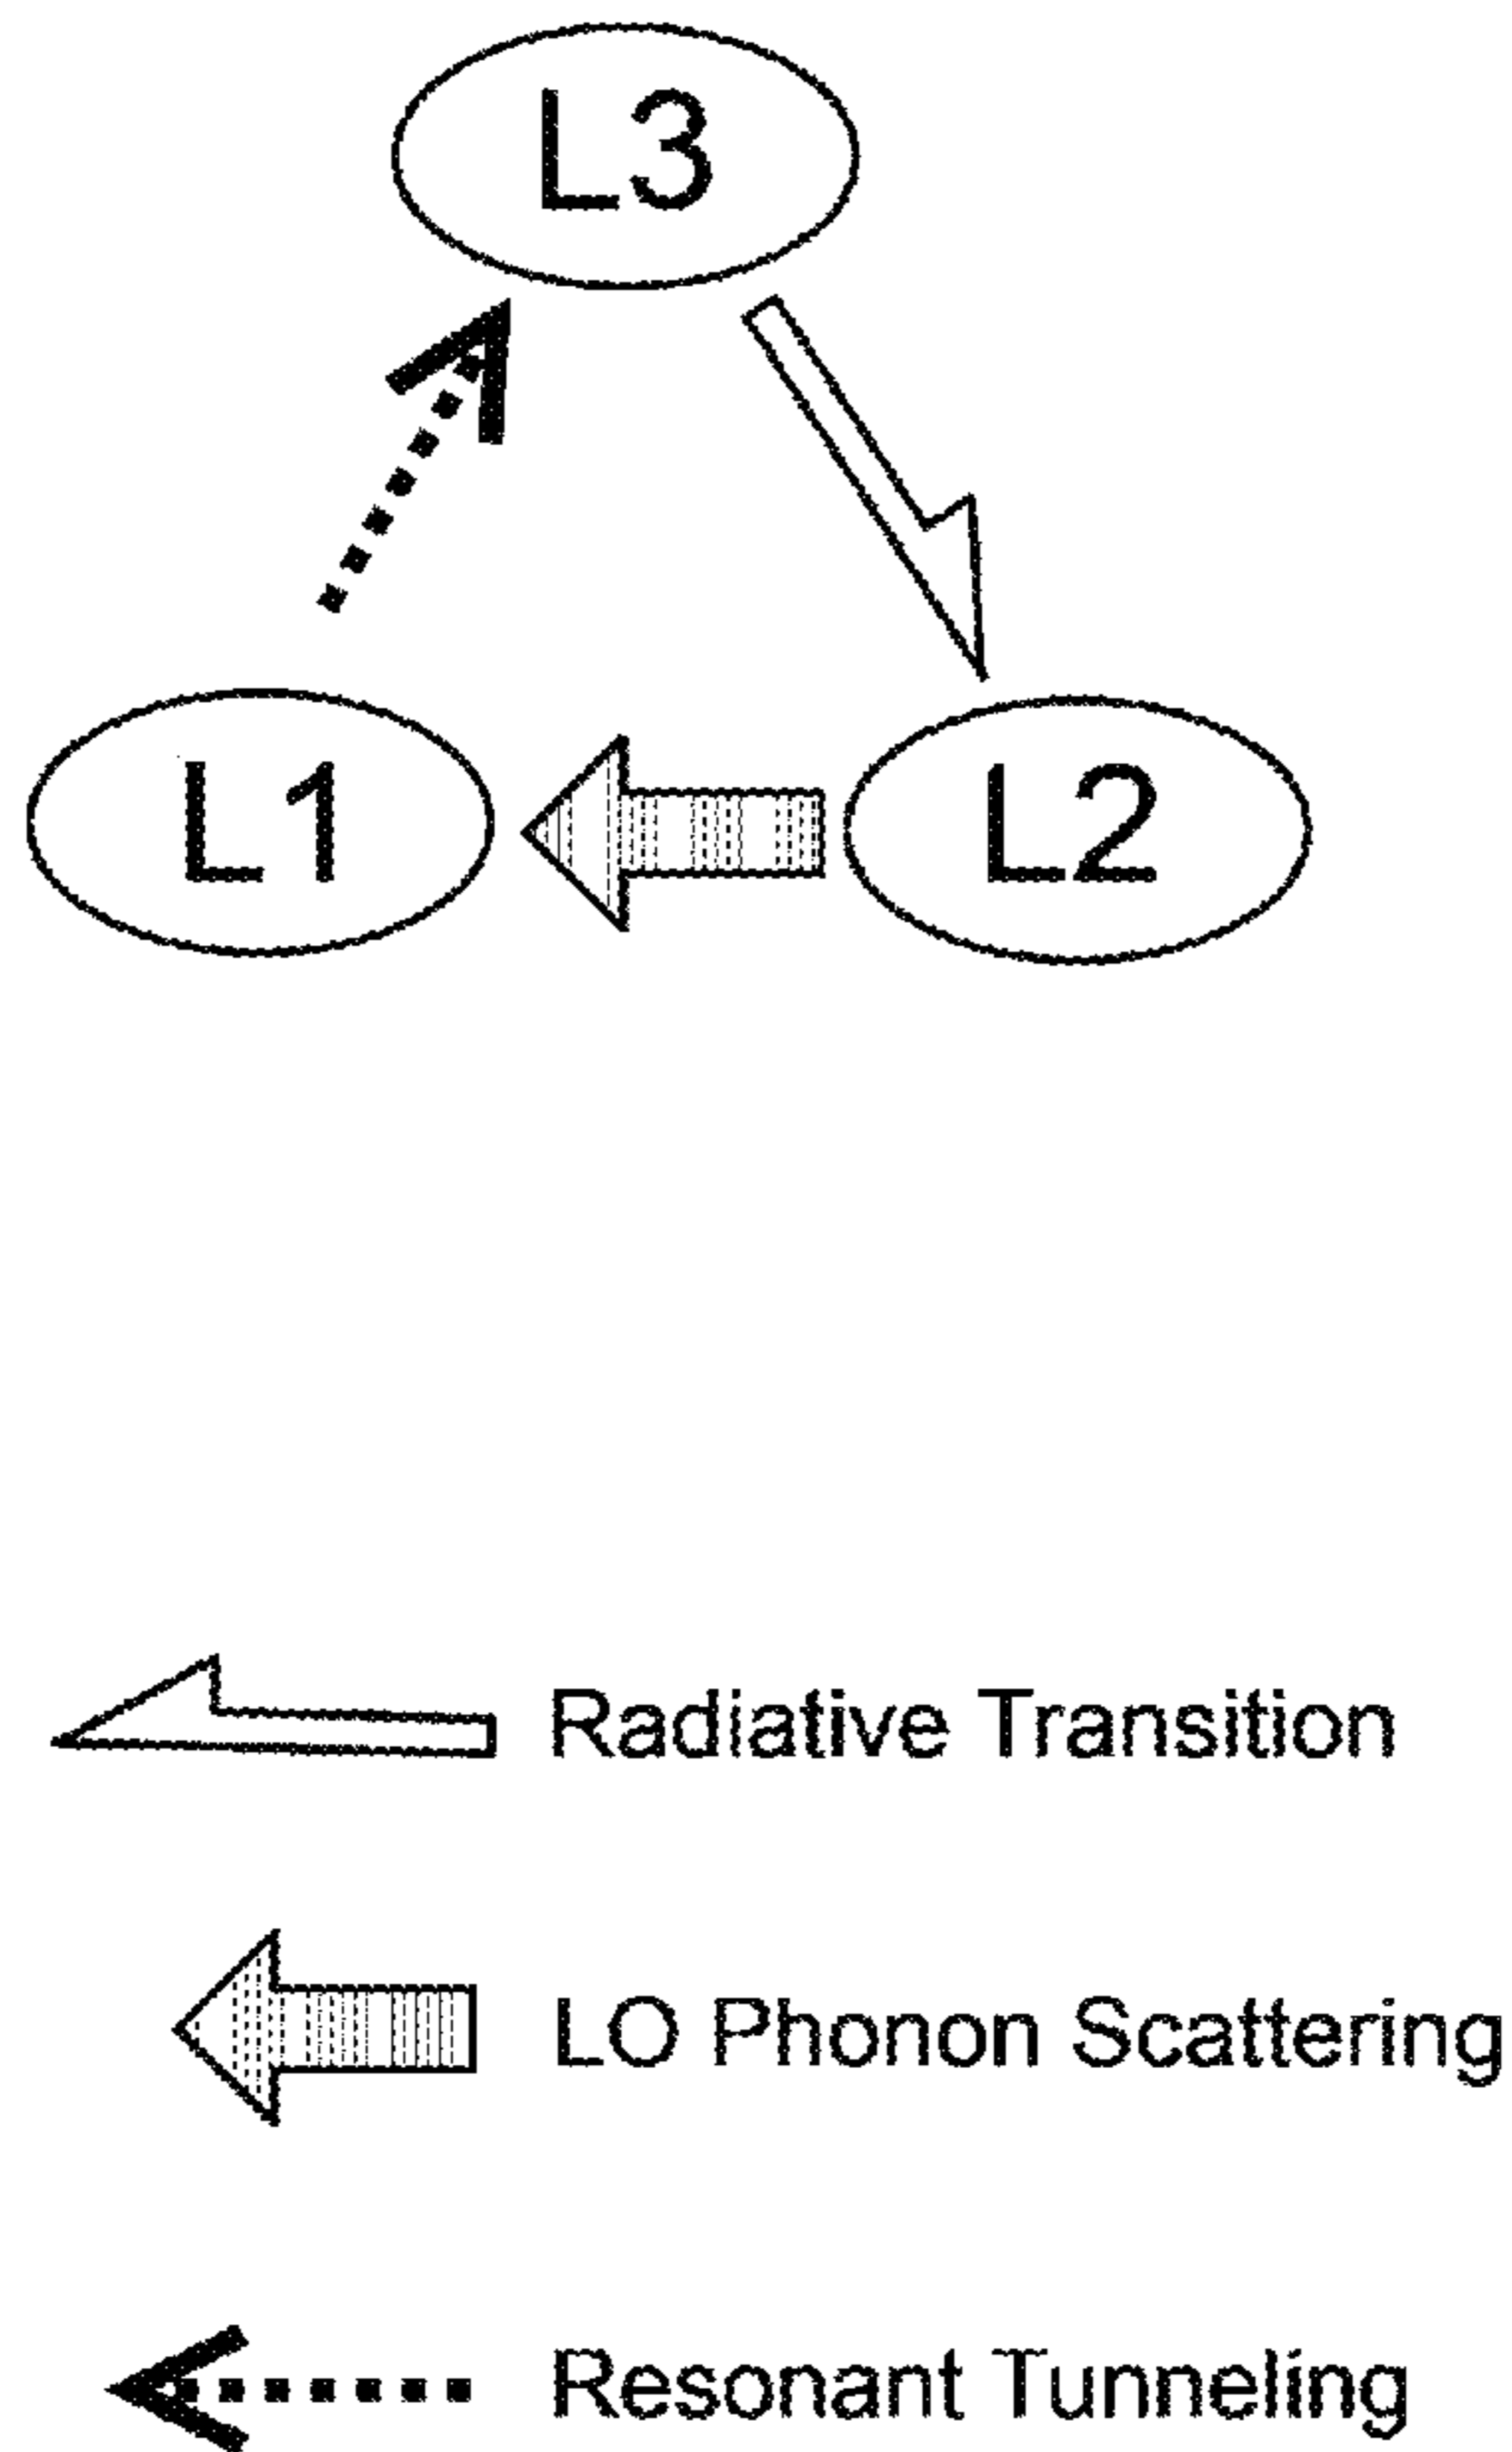 L3
L1
L2
Radiative Transition
LO Phonon Scattering
Resonant Tunneling